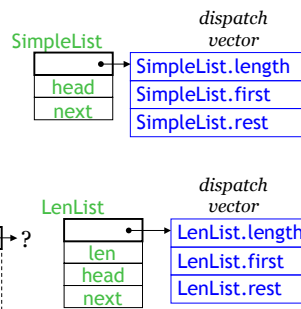 dispatch
vector
SimpleList
SimpleList.length
head
SimpleList.first
next
SimpleList.rest
dispatch
vector
LenList
?
LenList.length
len
LenList.first
head
LenList.rest
next